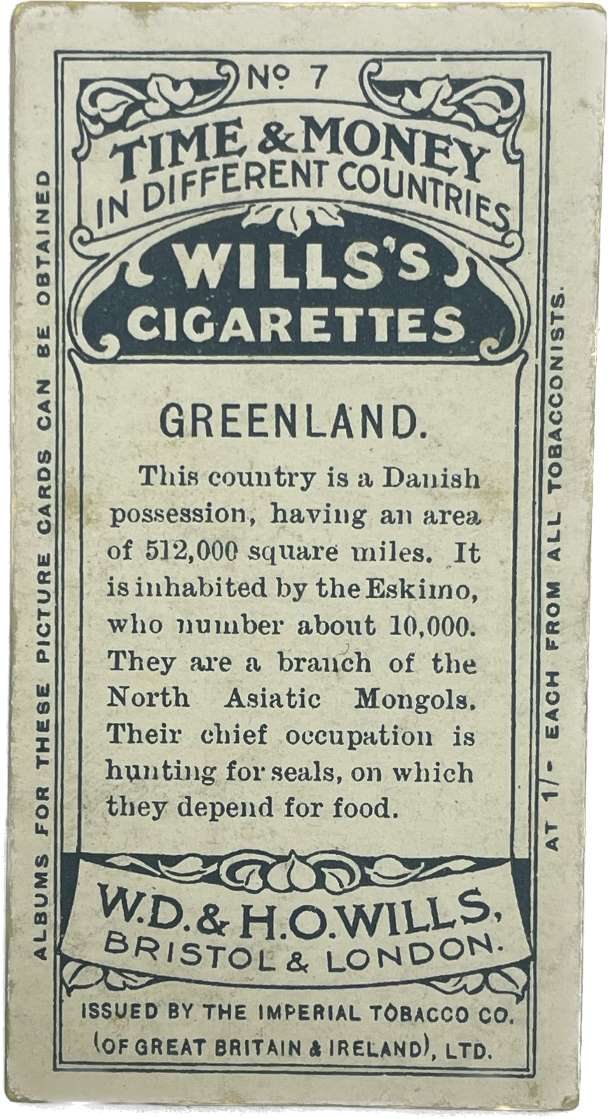 Nº 7
TIME & MONEY
IN DIFFERENT COUNTRIES
WILLS'S
CIGARETTES
GREENLAND.
This country is a Danish
possession, having an area
of 512,000 square miles. It
is inhabited by the Eskimo,
who number about 10,000.
They are a branch of the
North Asiatic Mongols.
Their chief occupation is
hunting for seals, on which
they depend for food.
W.D. & H.O. WILLS,
BRISTOL & LONDON.
ISSUED BY THE IMPERIAL TOBACCO CO.
(OF GREAT BRITAIN & IRELAND), LTD.
ALBUMS FOR THESE PICTURE CARDS CAN BE OBTAINED
AT 1/- EACH FROM ALL TOBACCONISTS.